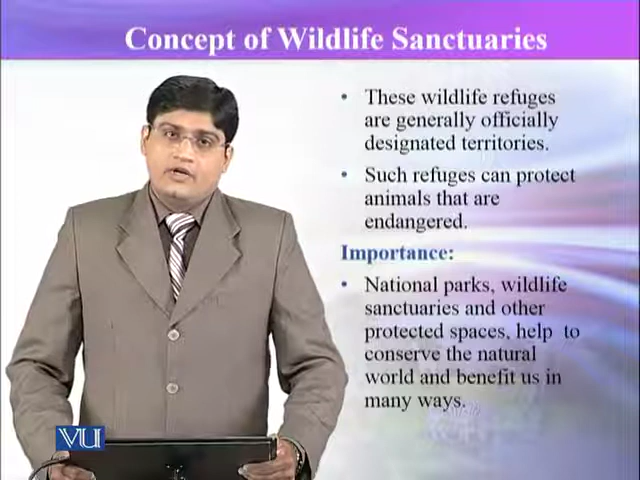 Concept of Wildlife Sanctuaries
• These wildlife refuges
are generally officially
designated territories.
• Such refuges can protect
animals that are
endangered.
Importance:
• National parks, wildlife
sanctuaries and other
protected spaces, help to
conserve the natural
world and benefit us in
many ways.
VU